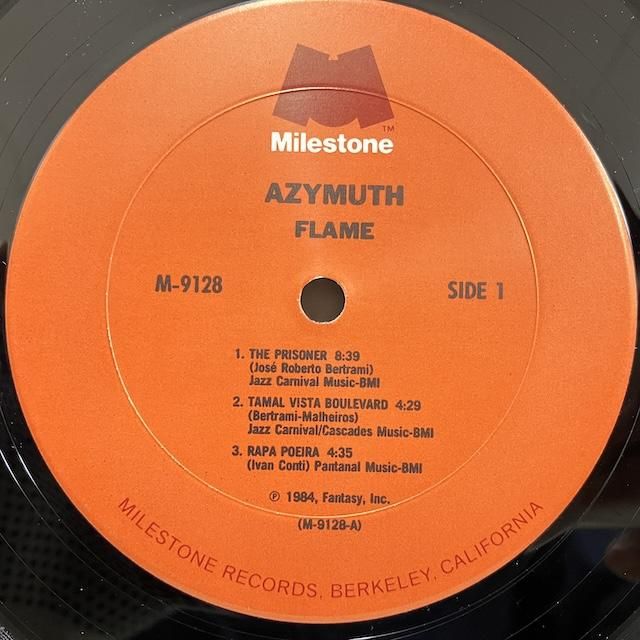 TM
Milestone
AZYMUTH
FLAME
M-9128
SIDE 1
1. THE PRISONER 8:39
(José Roberto Bertrami)
Jazz Carnival Music-BMI
2. TAMAL VISTA BOULEVARD 4:29
(Bertrami-Malheiros)
Jazz Carnival/Cascades Music-BMI
3. RAPA POEIRA 4:35
(Ivan Conti) Pantanal Music-BMI
℗ 1984, Fantasy, Inc.
(M-9128-A)
MILESTONE RECORDS, BERKELEY, CALIFORNIA